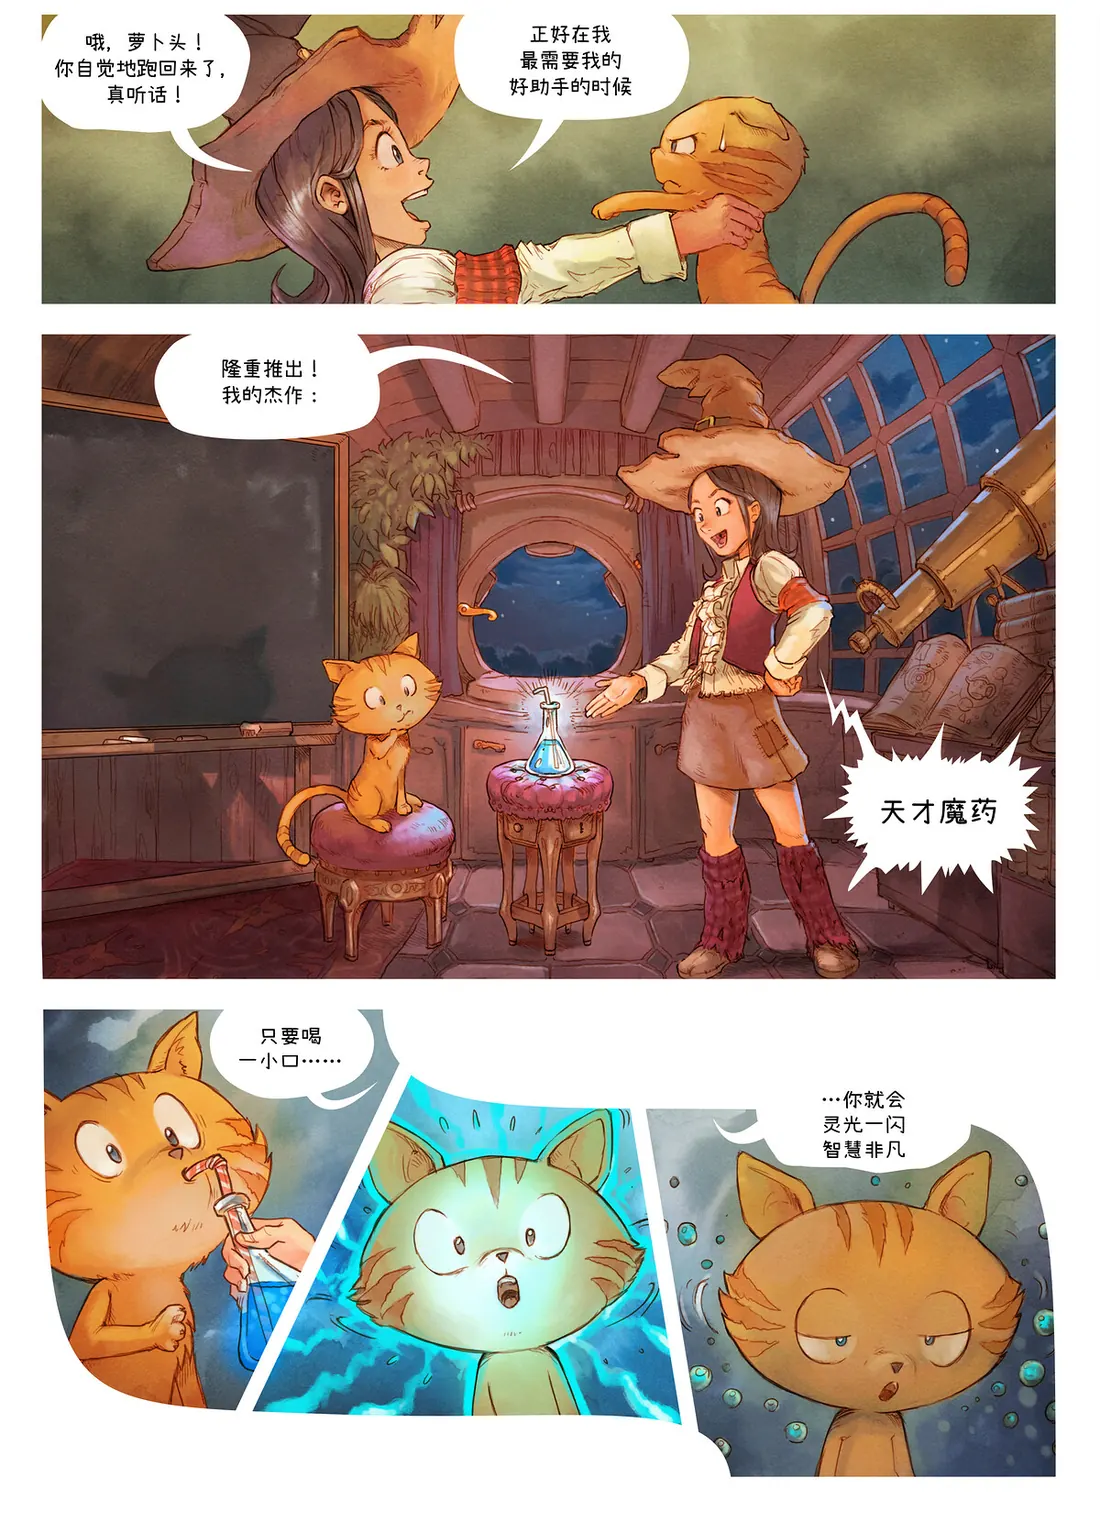 哦，萝卜头！
你自觉地跑回来了，
真听话！
正好在我
最需要我的
好助手的时候
隆重推出！
我的杰作：
天才魔药
只要喝
一小口……
…你就会
灵光一闪
智慧非凡